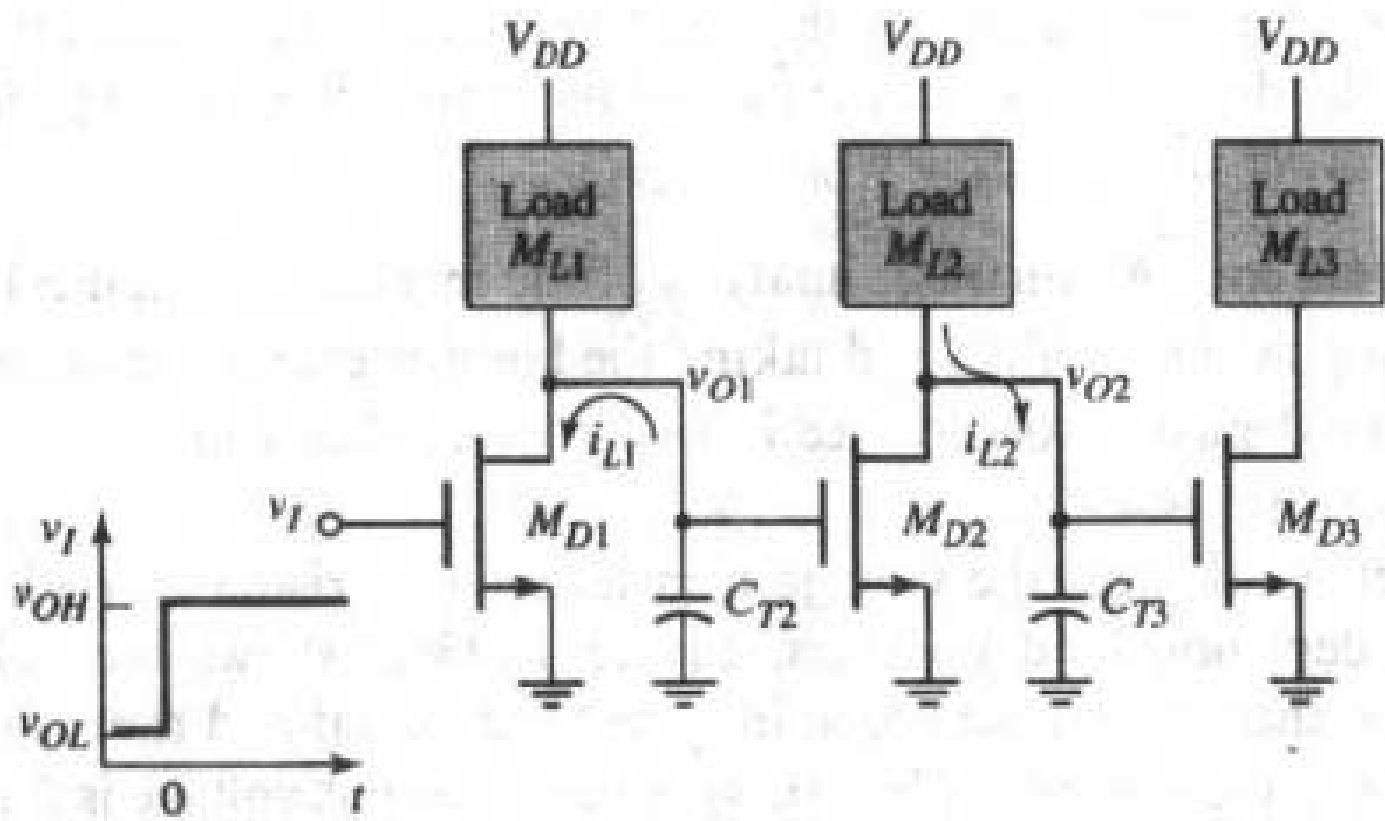 V_DD V_DD V_DD
Load Load Load
M_L1 M_L2 M_L3
v_O1 v_O2
i_L1 i_L2
v_I M_D1 M_D2 M_D3
v_I
v_OH
C_T2 C_T3
v_OL
0 t